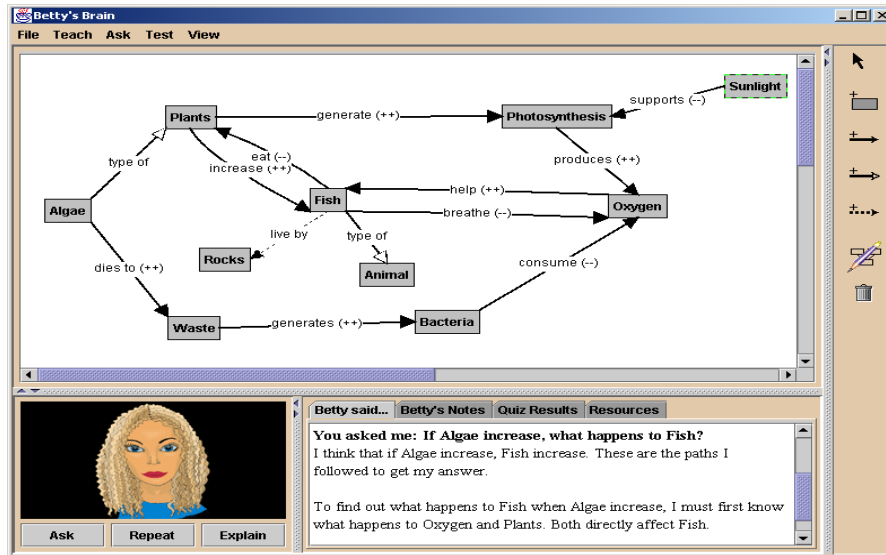 Betty's Brain
File Teach Ask Test View
Sunlight
supports (--)
Plants
generate (++)
Photosynthesis
type of
eat (--)
increase (++)
produces (++)
Fish
help (++)
Oxygen
Algae
breathe (--)
live by
type of
Rocks
Animal
dies to (++)
consume (--)
Waste
generates (++)
Bacteria
Betty said...
Betty's Notes
Quiz Results
Resources
You asked me: If Algae increase, what happens to Fish?
I think that if Algae increase, Fish increase. These are the paths I
followed to get my answer.
To find out what happens to Fish when Algae increase, I must first know
what happens to Oxygen and Plants. Both directly affect Fish.
Ask
Repeat
Explain